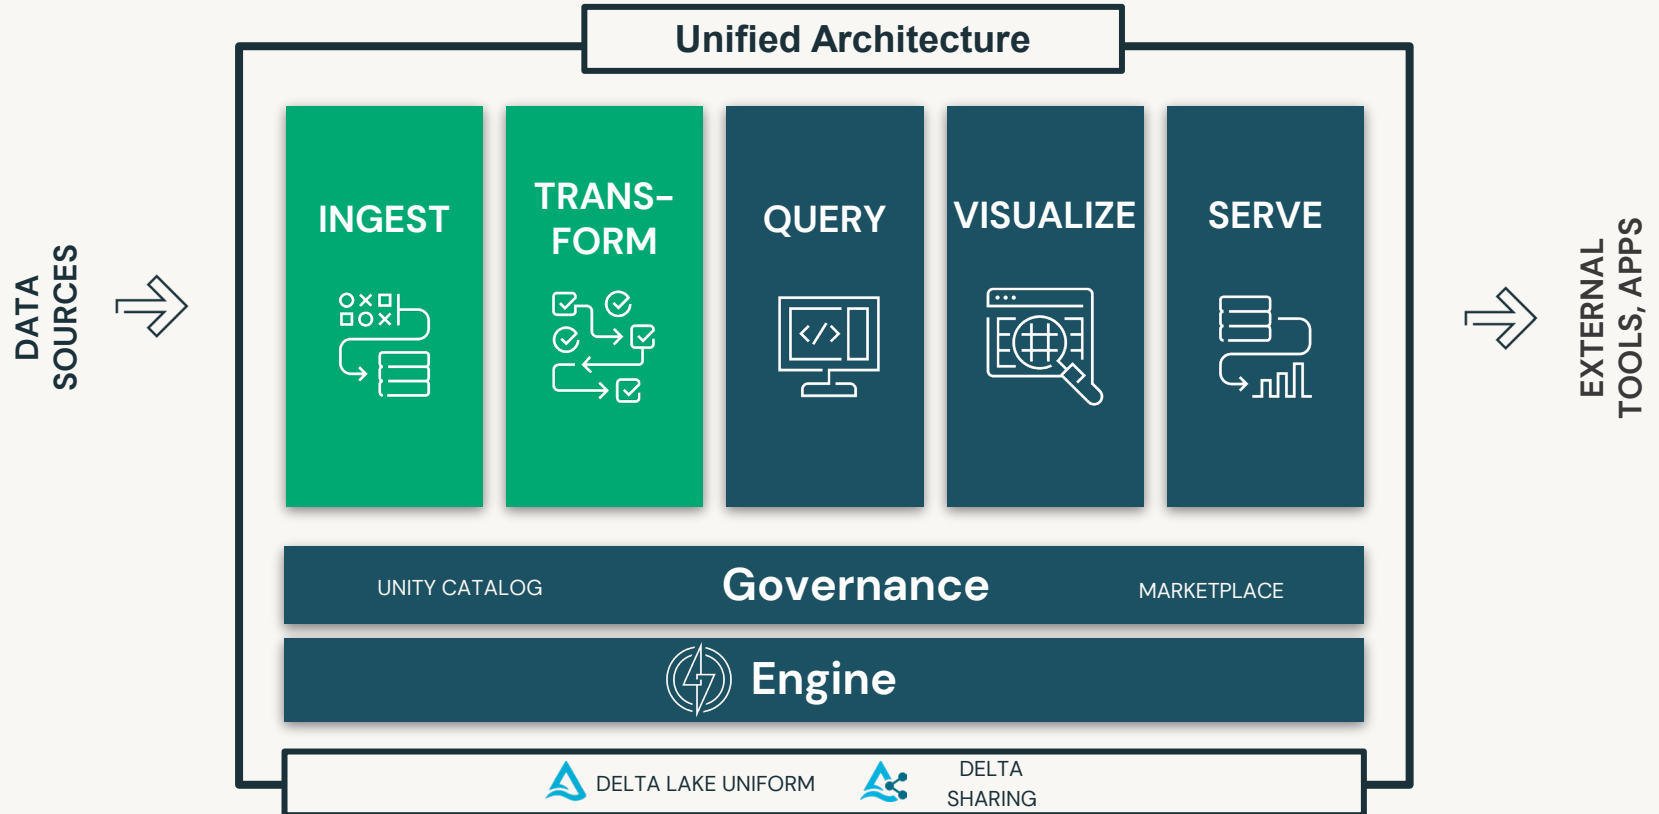 Unified Architecture
DATA
SOURCES
INGEST
TRANS-
FORM
QUERY
</>
VISUALIZE
SERVE
EXTERNAL
TOOLS, APPS
UNITY CATALOG
Governance
MARKETPLACE
Engine
DELTA LAKE UNIFORM
DELTA
SHARING